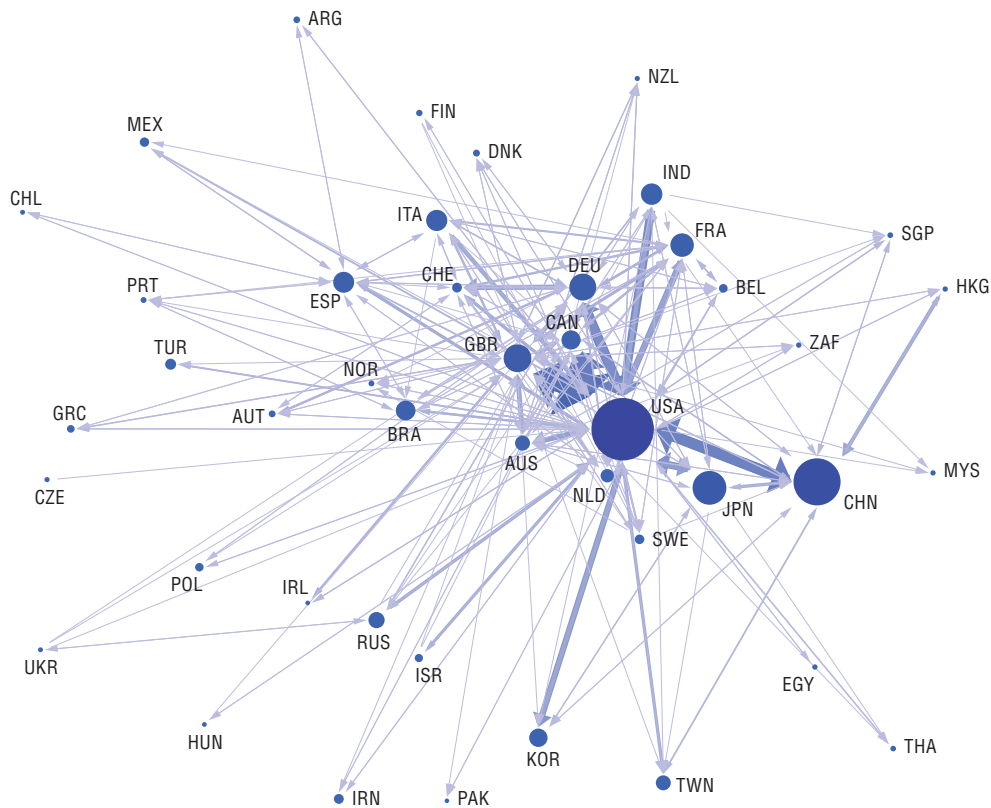 ARG
NZL
FIN
MEX
DNK
IND
CHL
ITA
FRA
SGP
CHE
DEU
PRT
ESP
BEL
HKG
CAN
TUR
GBR
ZAF
NOR
USA
GRC
AUT
BRA
AUS
MYS
CZE
NLD
JPN
CHN
SWE
POL
IRL
RUS
UKR
ISR
EGY
HUN
KOR
THA
TWN
IRN
PAK